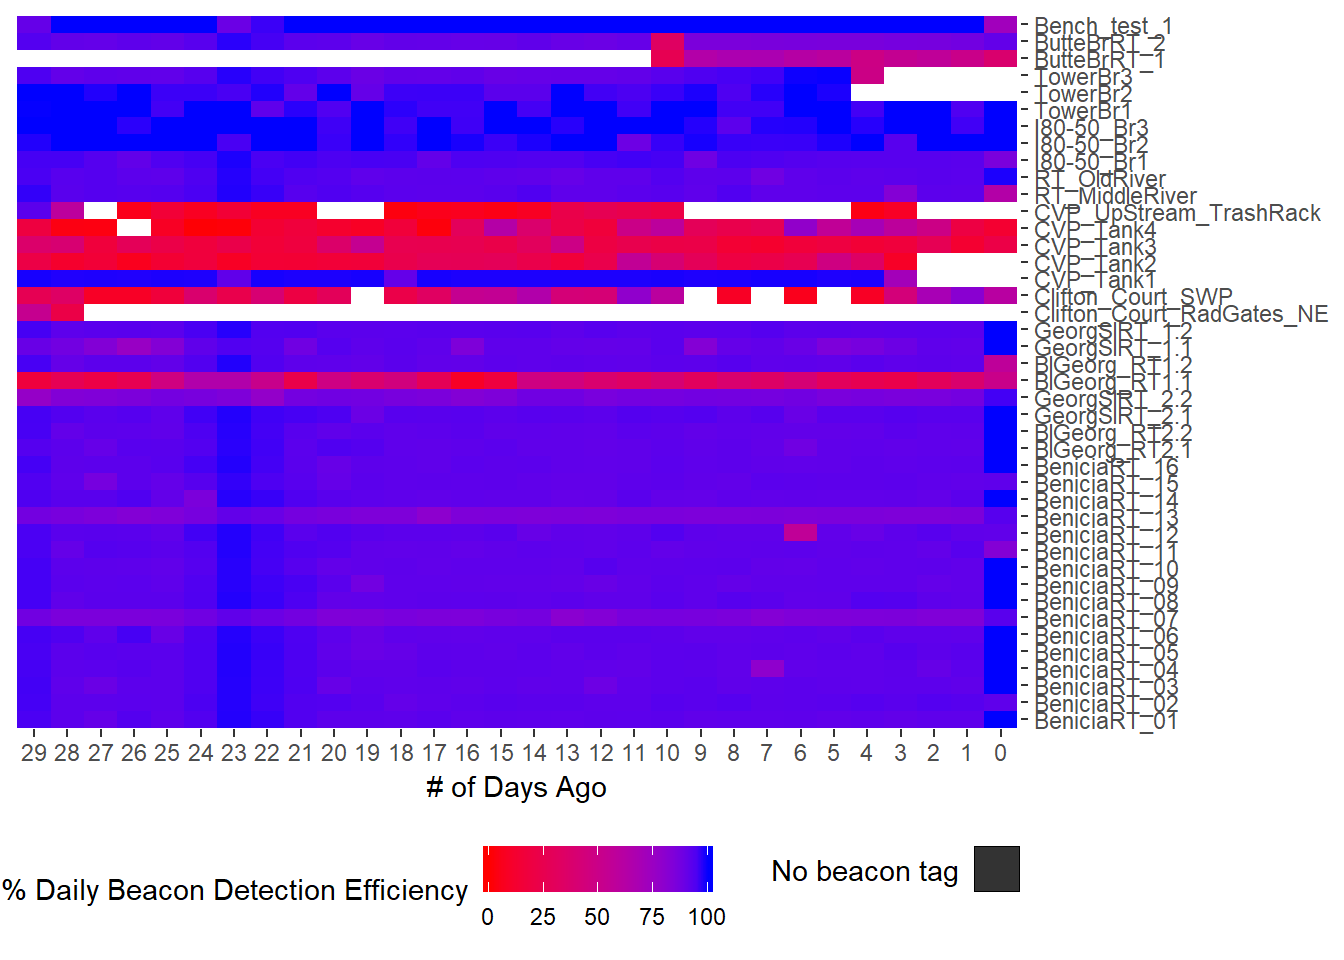 Bench_test_1
ButteBrRT_2
ButteBrRT_1
TowerBr3
TowerBr2
TowerBr1
I80-50_Br3
I80-50_Br2
I80-50_Br1
RT_OldRiver
RT_MiddleRiver
CVP_UpStream_TrashRack
CVP_Tank4
CVP_Tank3
CVP_Tank2
CVP_Tank1
Clifton_Court_SWP
Clifton_Court_RadGates_NE
GeorgSlRT_1.2
GeorgSlRT_1.1
BlGeorg_RT1.2
BlGeorg_RT1.1
GeorgSlRT_2.2
GeorgSlRT_2.1
BlGeorg_RT2.2
BlGeorg_RT2.1
BeniciaRT_16
BeniciaRT_15
BeniciaRT_14
BeniciaRT_13
BeniciaRT_12
BeniciaRT_11
BeniciaRT_10
BeniciaRT_09
BeniciaRT_08
BeniciaRT_07
BeniciaRT_06
BeniciaRT_05
BeniciaRT_04
BeniciaRT_03
BeniciaRT_02
BeniciaRT_01
29 28 27 26 25 24 23 22 21 20 19 18 17 16 15 14 13 12 11 10 9 8 7 6 5 4 3 2 1 0
# of Days Ago
% Daily Beacon Detection Efficiency
0 25 50 75 100
No beacon tag